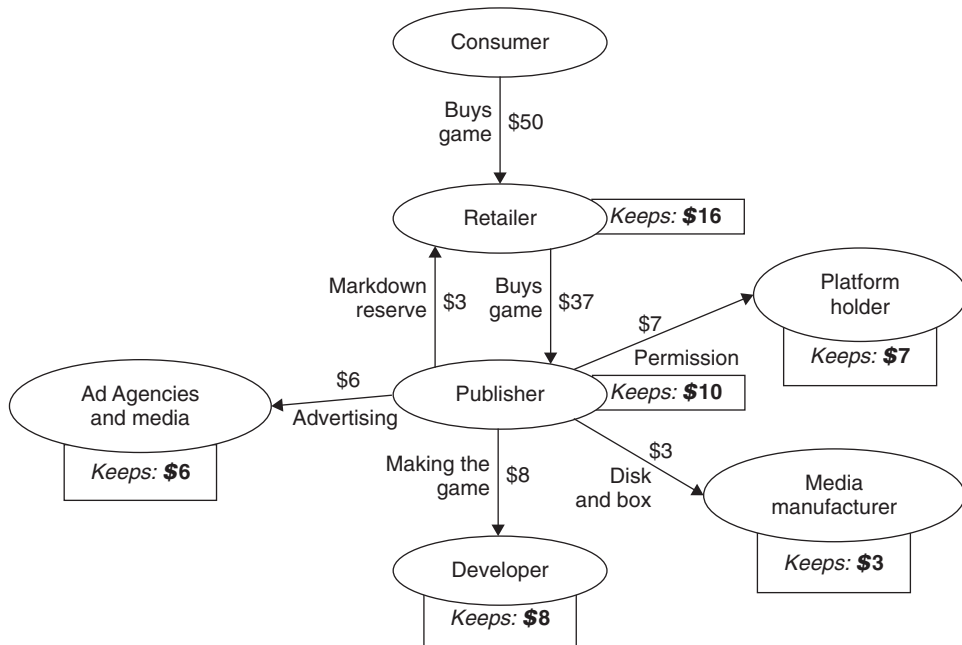 Consumer
Buys
game
$50
Retailer
Keeps: $16
Markdown
reserve
$3
Buys
game
$37
Platform
holder
Keeps: $7
$7
Permission
Ad Agencies
and media
Keeps: $6
$6
Advertising
Publisher
Keeps: $10
Making the
game
$8
$3
Disk
and box
Media
manufacturer
Keeps: $3
Developer
Keeps: $8